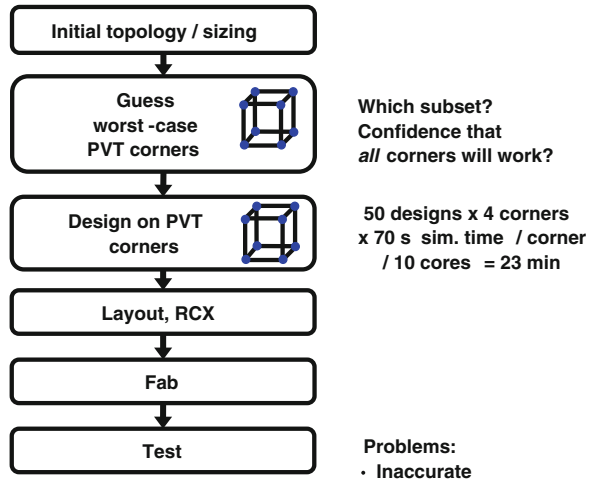 Initial topology / sizing
Guess
worst -case
PVT corners
Which subset?
Confidence that
all corners will work?
Design on PVT
corners
50 designs x 4 corners
x 70 s sim. time / corner
/ 10 cores = 23 min
Layout, RCX
Fab
Test
Problems:
· Inaccurate